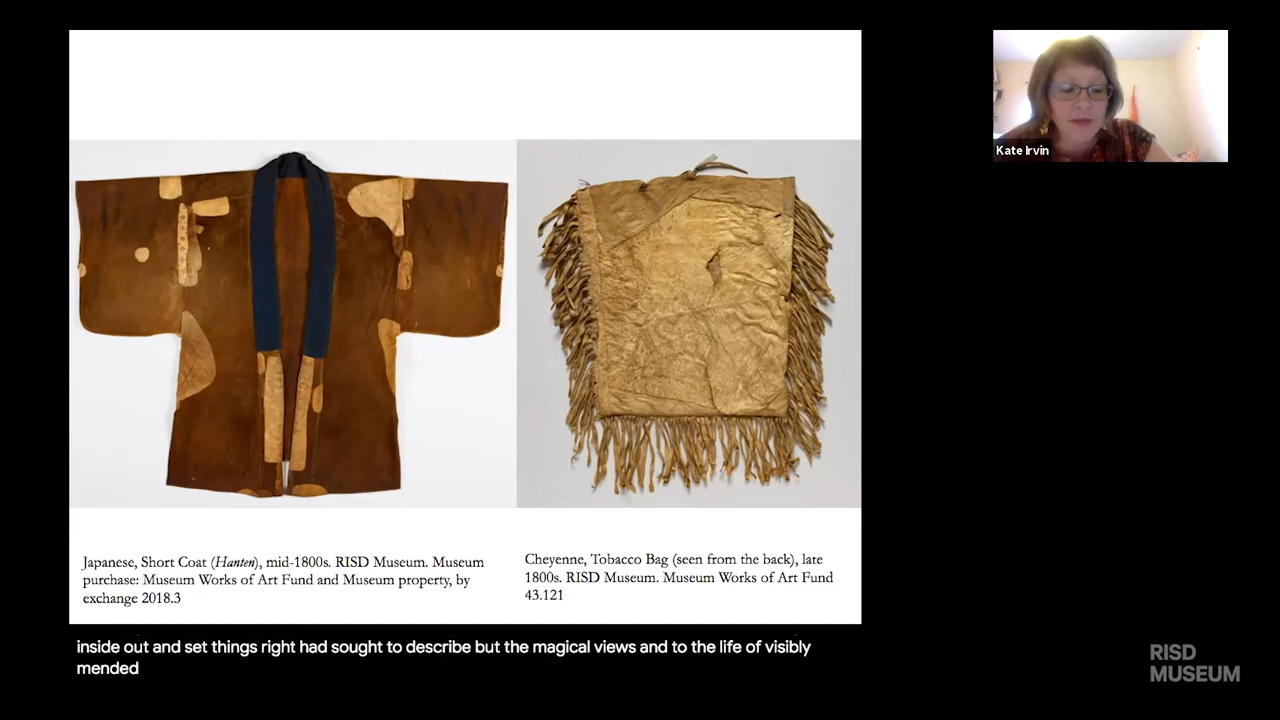 Kate Irvin
Japanese, Short Coat (Hanten), mid-1800s. RISD Museum. Museum
purchase: Museum Works of Art Fund and Museum property, by
exchange 2018.3
Cheyenne, Tobacco Bag (seen from the back), late
1800s. RISD Museum. Museum Works of Art Fund
43.121
inside out and set things right had sought to describe but the magical views and to the life of visibly
mended
RISD
MUSEUM